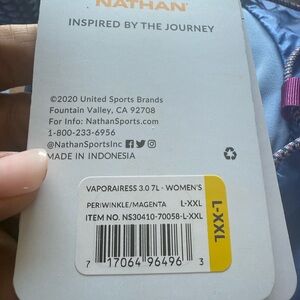 NATHAN
INSPIRED BY THE JOURNEY
©2020 United Sports Brands
Fountain Valley, CA 92708
For Info: NathanSports.com
1-800-233-6956
@NathanSportsInc
MADE IN INDONESIA
VAPORAIRESS 3.0 7L - WOMEN'S
PERIWINKLE/MAGENTA L-XXL
ITEM NO. NS30410-70058-L-XXL
L-XXL
7 17064 96496 3